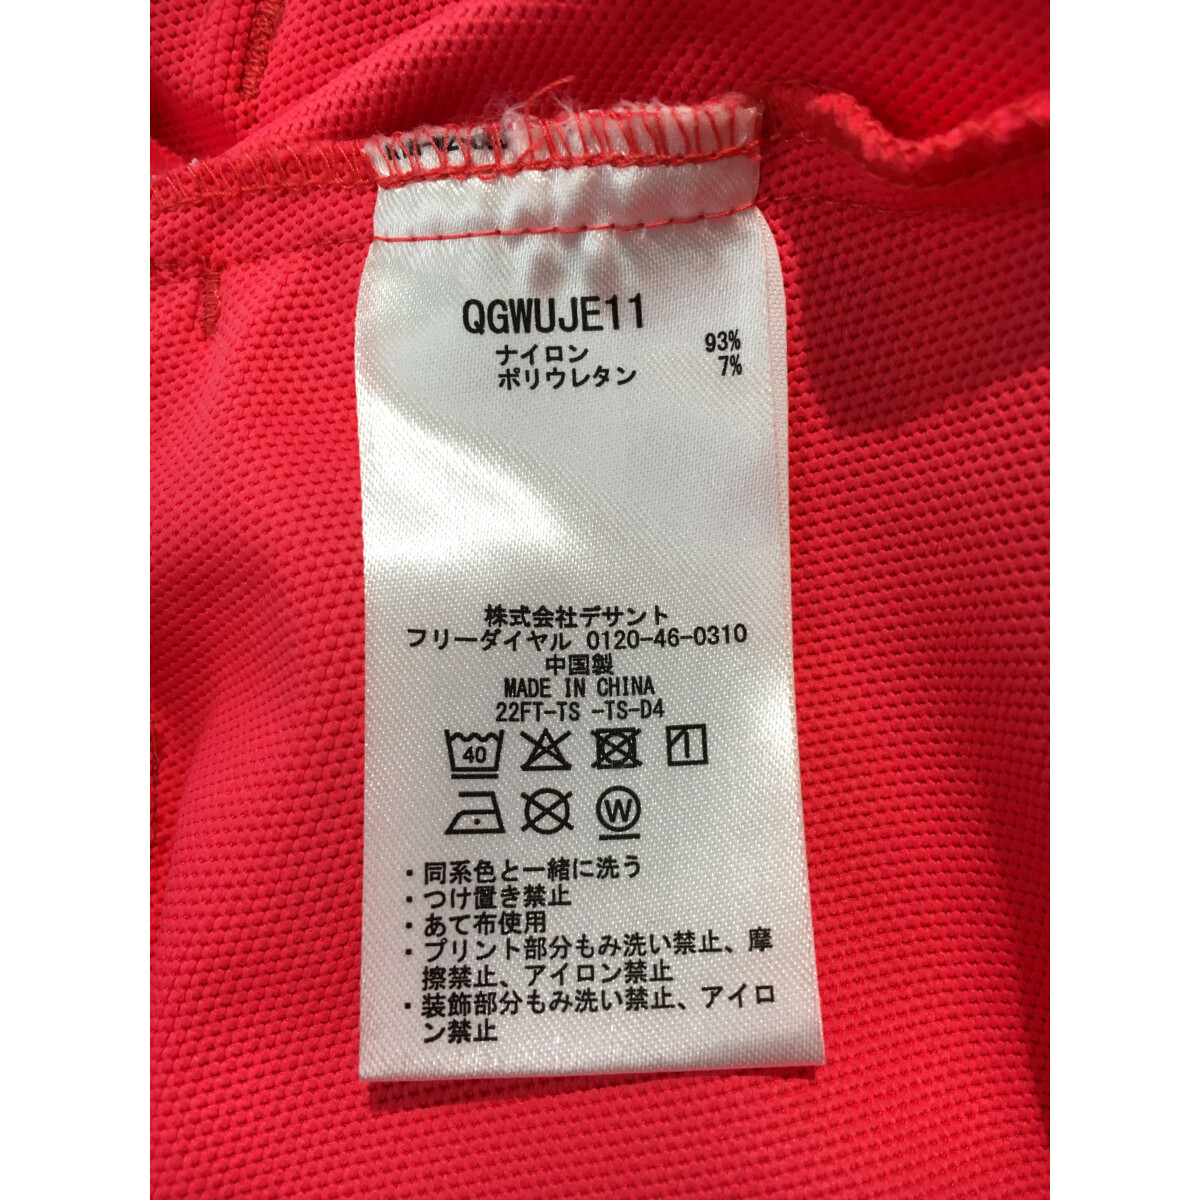 QGWUJE11
ナイロン 93%
ポリウレタン 7%
株式会社デサント
フリーダイヤル 0120-46-0310
中国製
MADE IN CHINA
22FT-TS -TS-D4
40
1
W
・同系色と一緒に洗う
・つけ置き禁止
・あて布使用
・プリント部分もみ洗い禁止、摩
擦禁止、アイロン禁止
・装飾部分もみ洗い禁止、アイロ
ン禁止